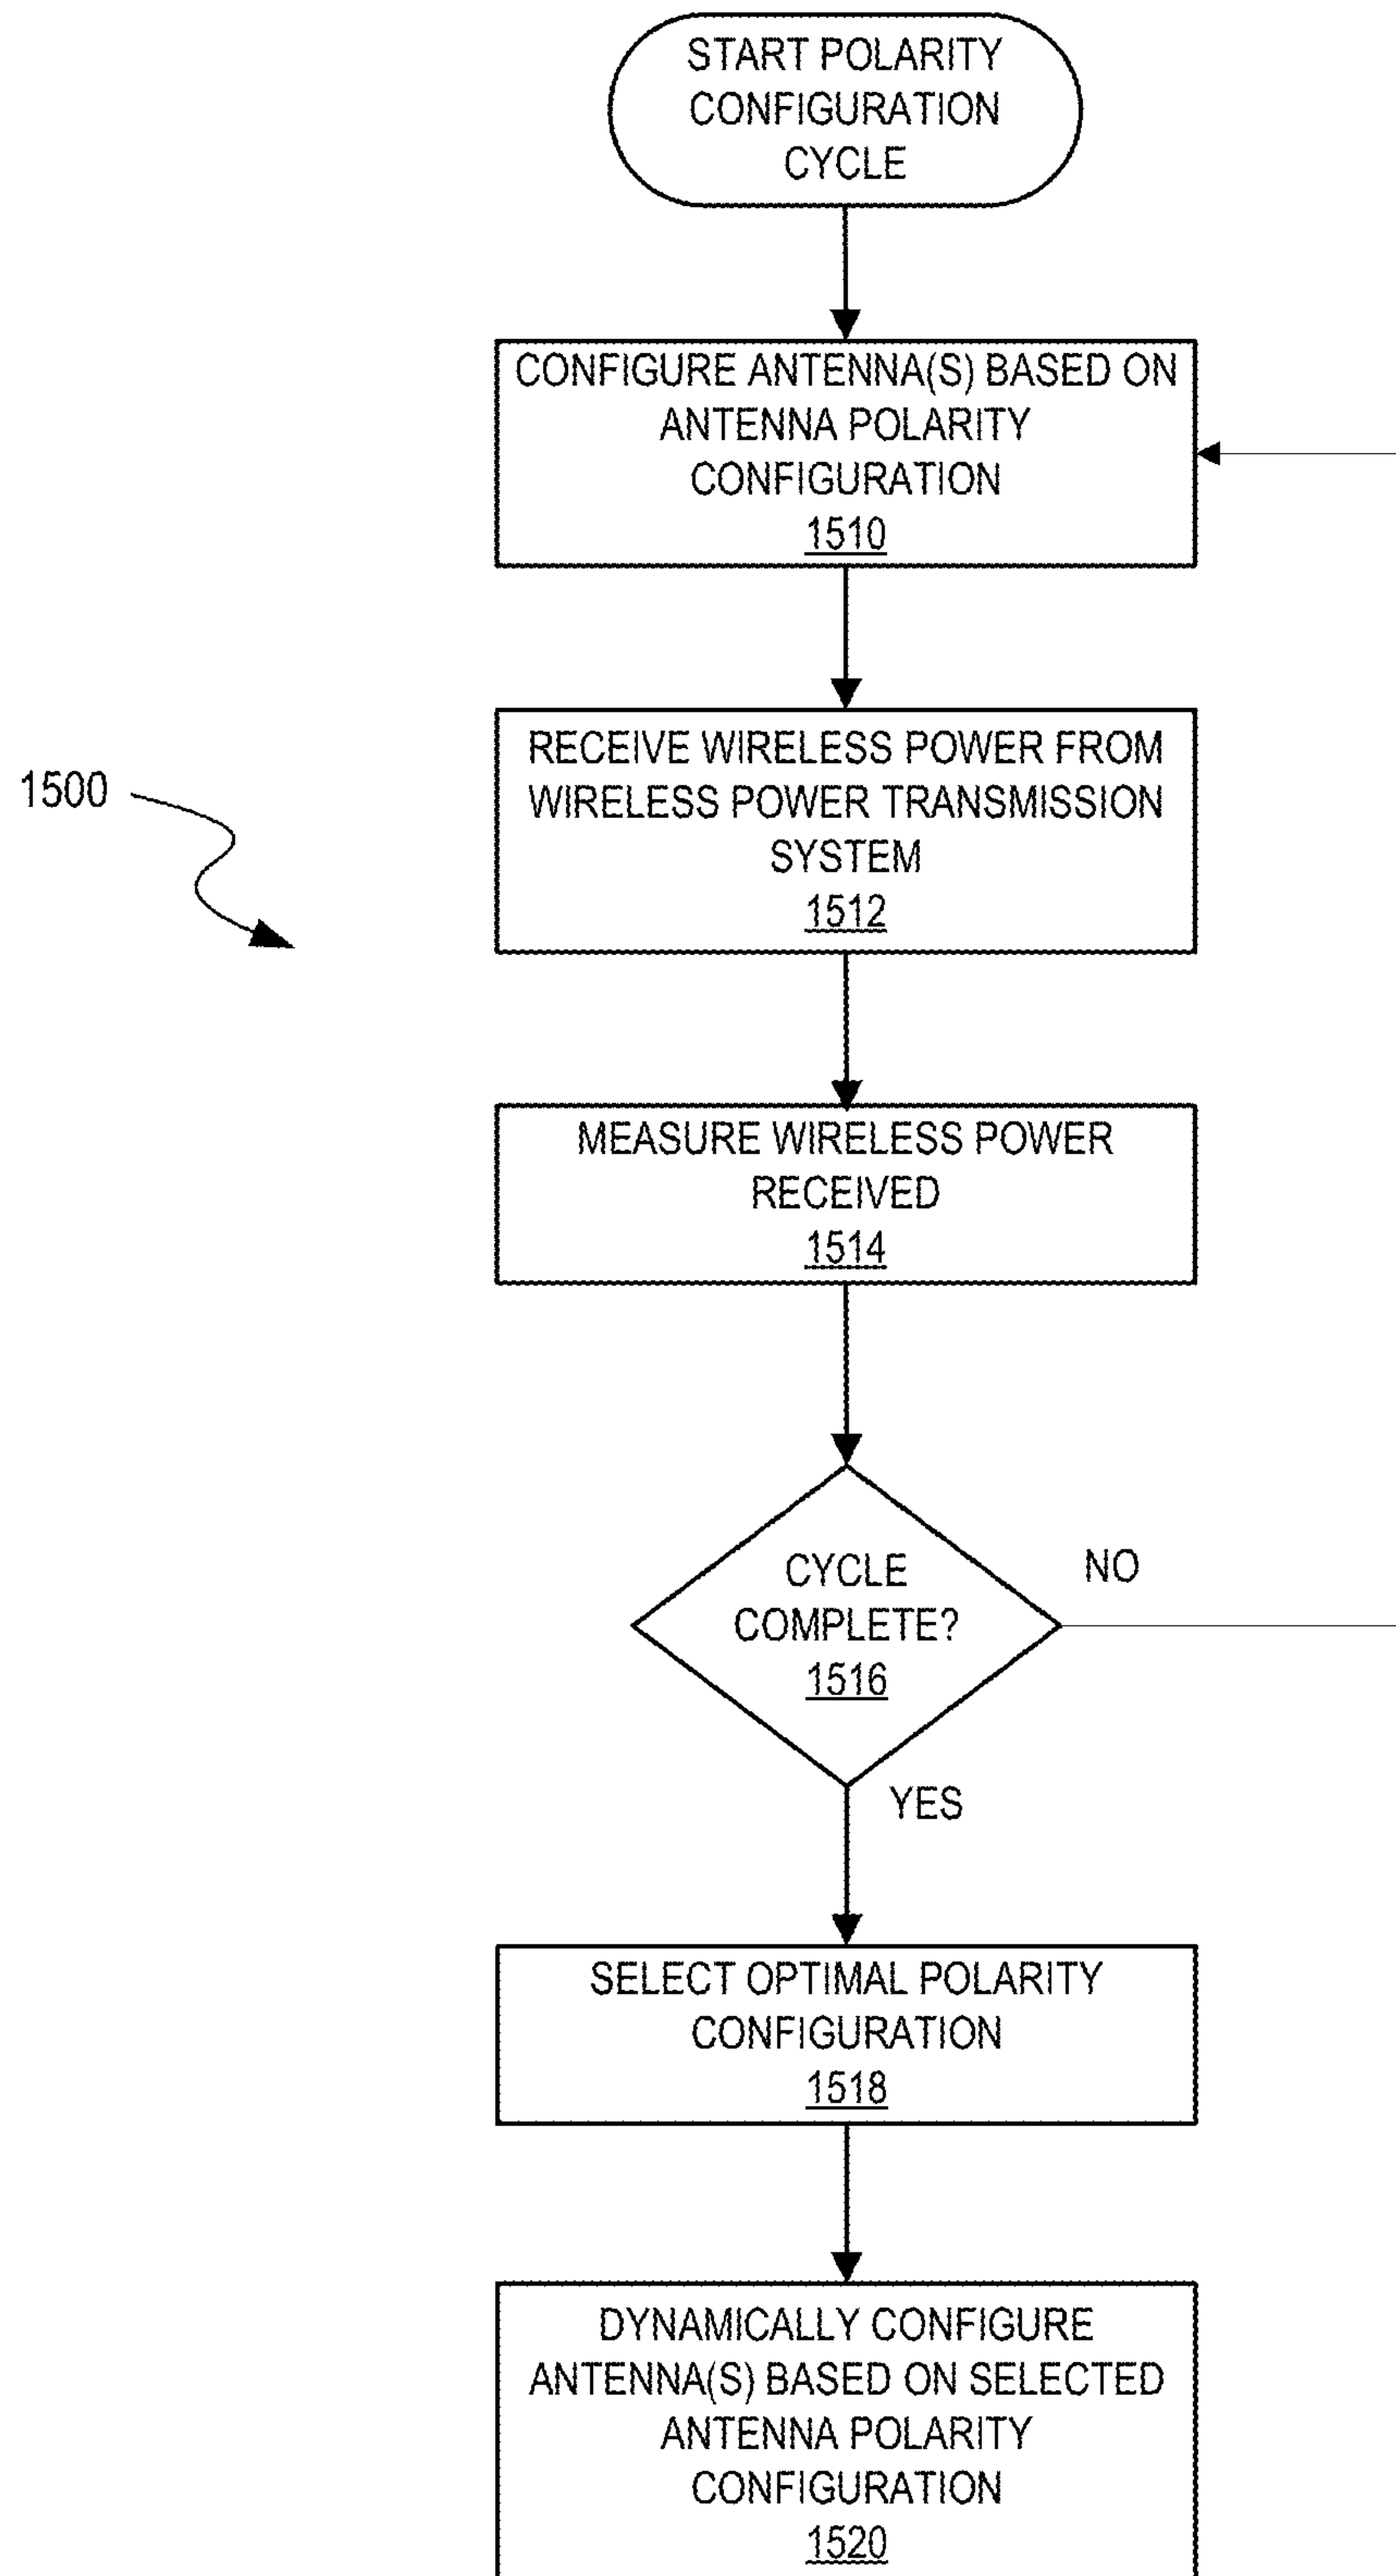 START POLARITY
CONFIGURATION
CYCLE
CONFIGURE ANTENNA(S) BASED ON
ANTENNA POLARITY
CONFIGURATION
1510
RECEIVE WIRELESS POWER FROM
WIRELESS POWER TRANSMISSION
SYSTEM
1512
1500
MEASURE WIRELESS POWER
RECEIVED
1514
CYCLE
COMPLETE?
1516
NO
YES
SELECT OPTIMAL POLARITY
CONFIGURATION
1518
DYNAMICALLY CONFIGURE
ANTENNA(S) BASED ON SELECTED
ANTENNA POLARITY
CONFIGURATION
1520